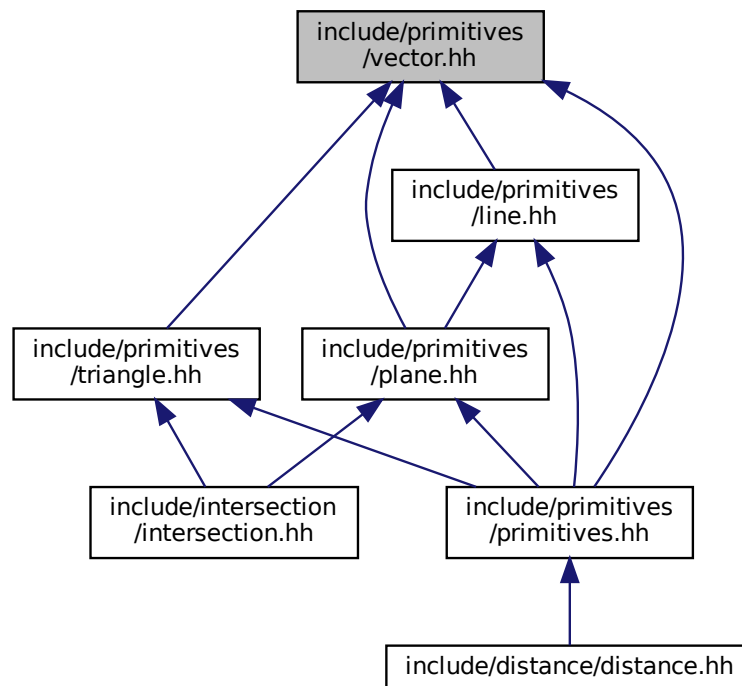 include/primitives
/vector.hh
include/primitives
/line.hh
include/primitives
/triangle.hh
include/primitives
/plane.hh
include/intersection
/intersection.hh
include/primitives
/primitives.hh
include/distance/distance.hh